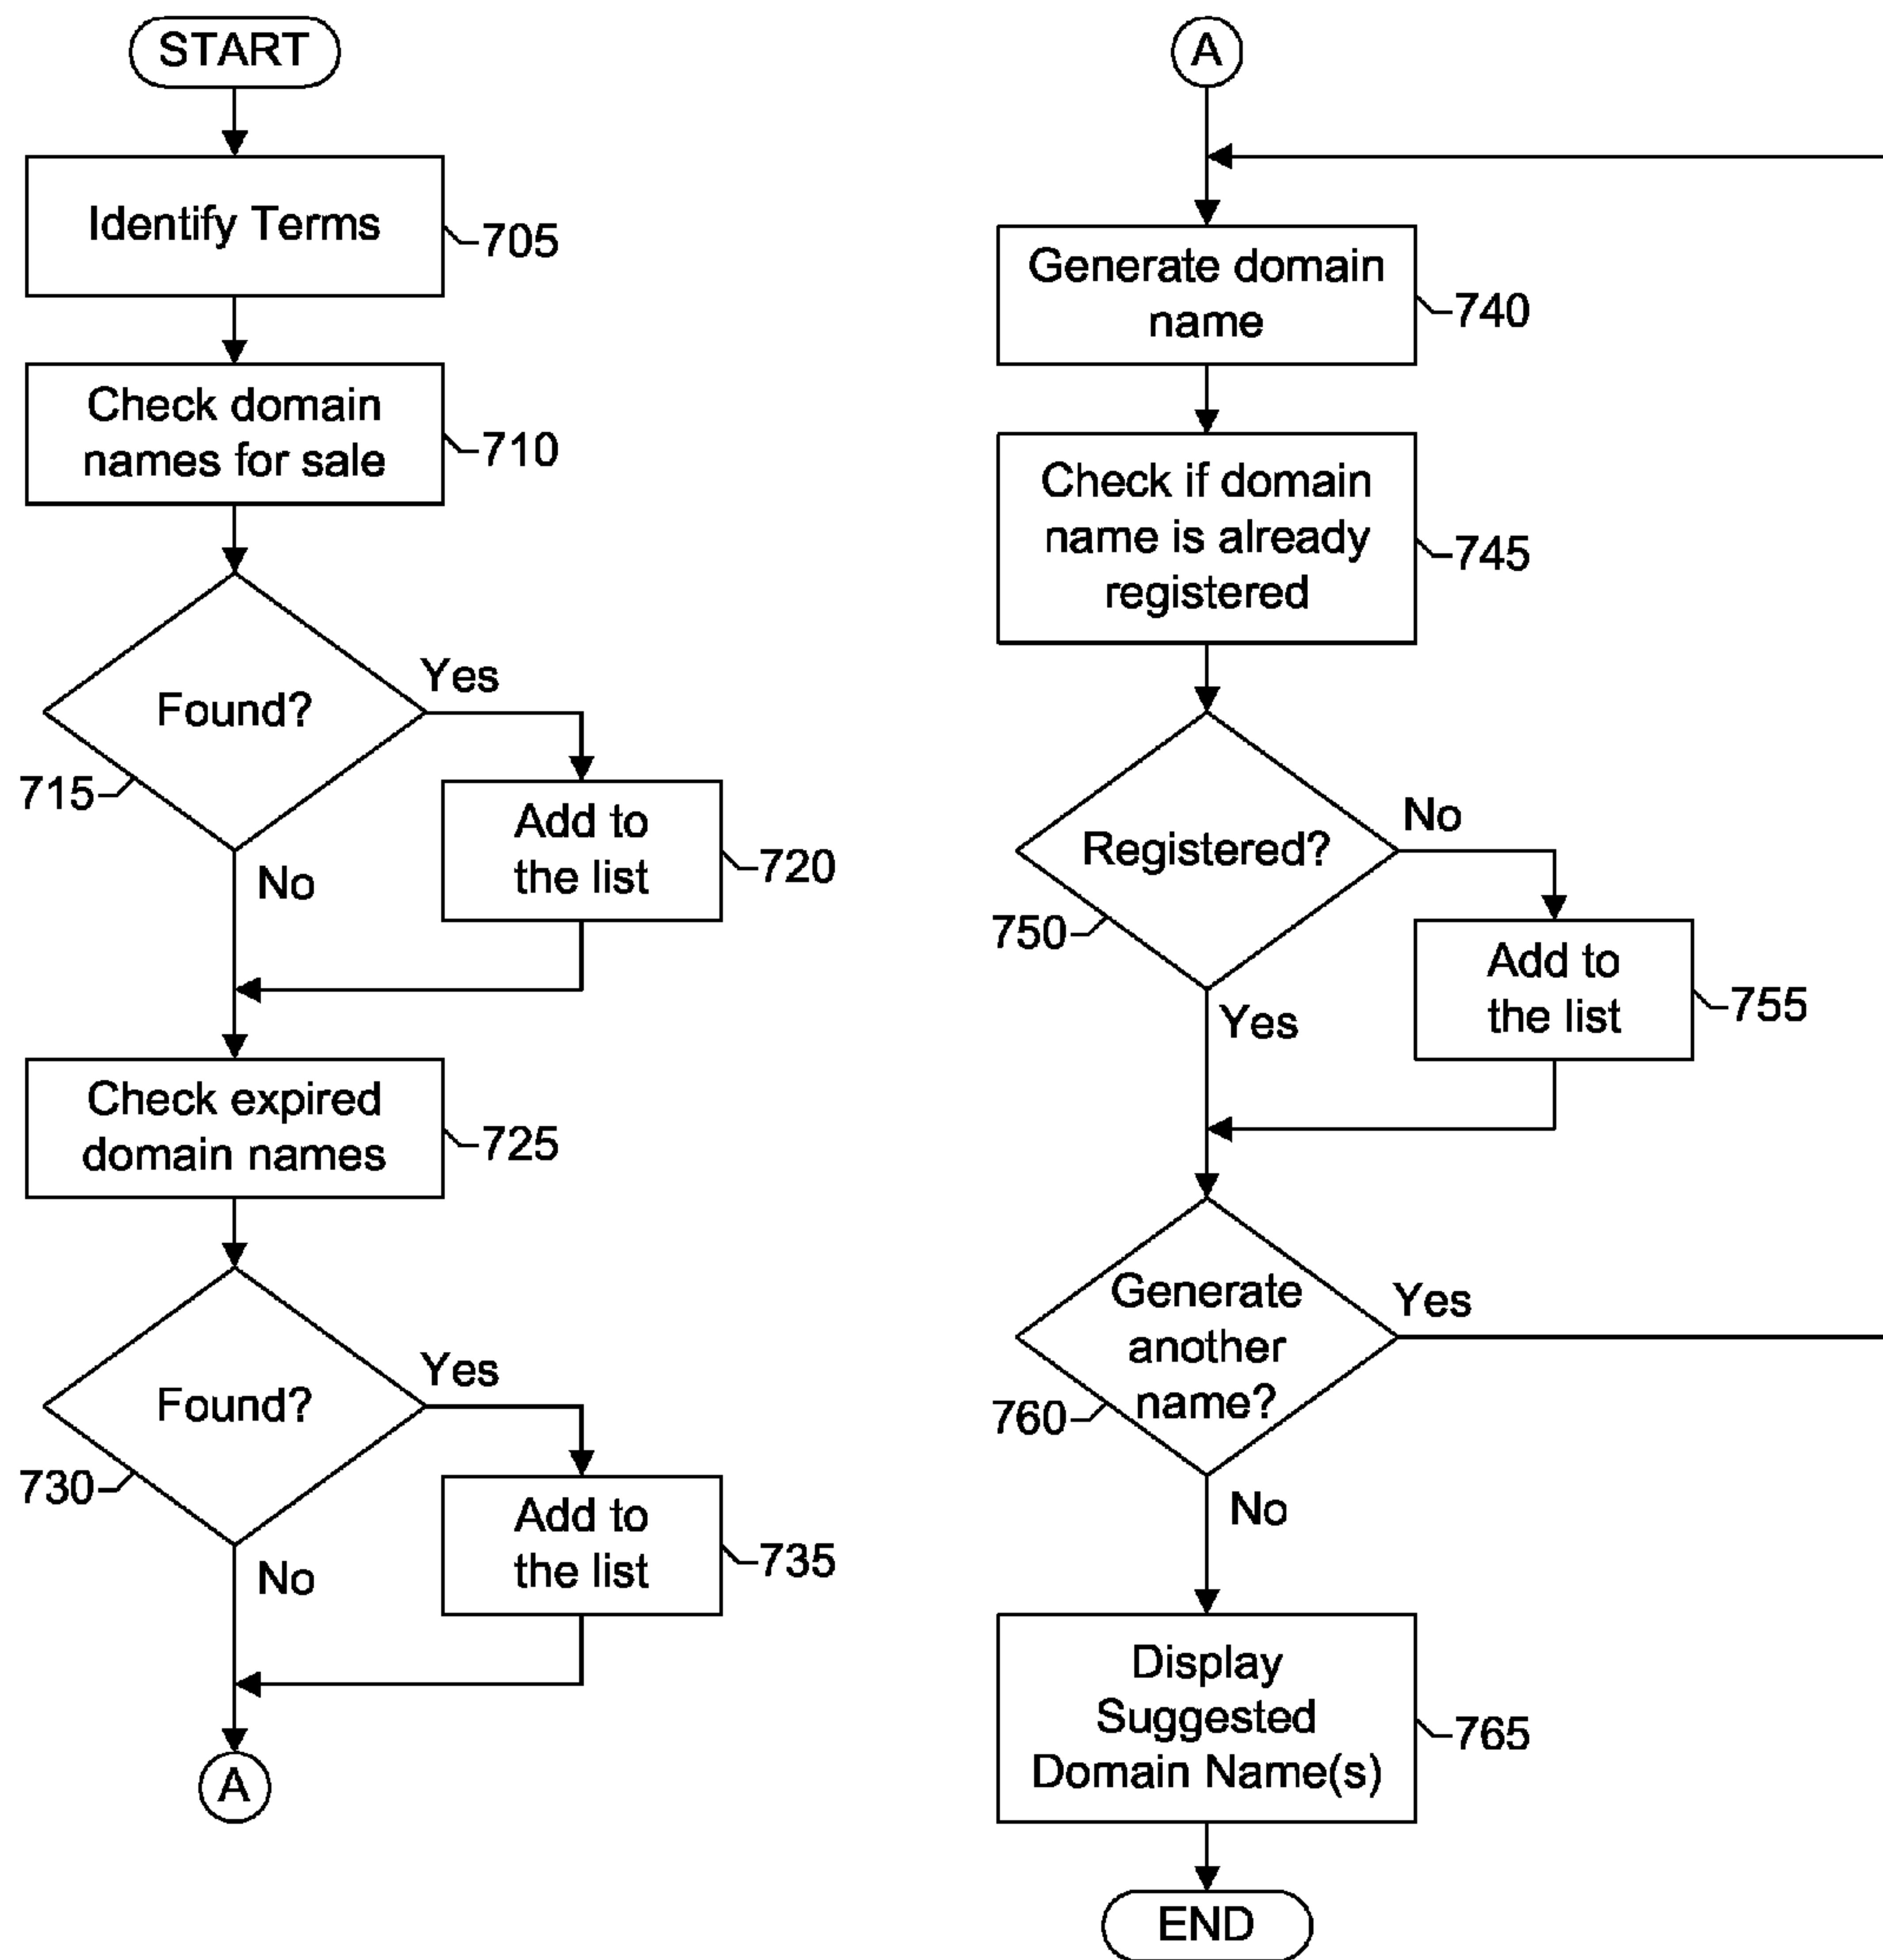 START
Identify Terms
705
Check domain
names for sale
710
Found?
Yes
715
No
Add to
the list
720
Check expired
domain names
725
Found?
Yes
730
No
Add to
the list
735
A
A
Generate domain
name
740
Check if domain
name is already
registered
745
Registered?
No
750
Yes
Add to
the list
755
Generate
another
name?
Yes
760
No
Display
Suggested
Domain Name(s)
765
END